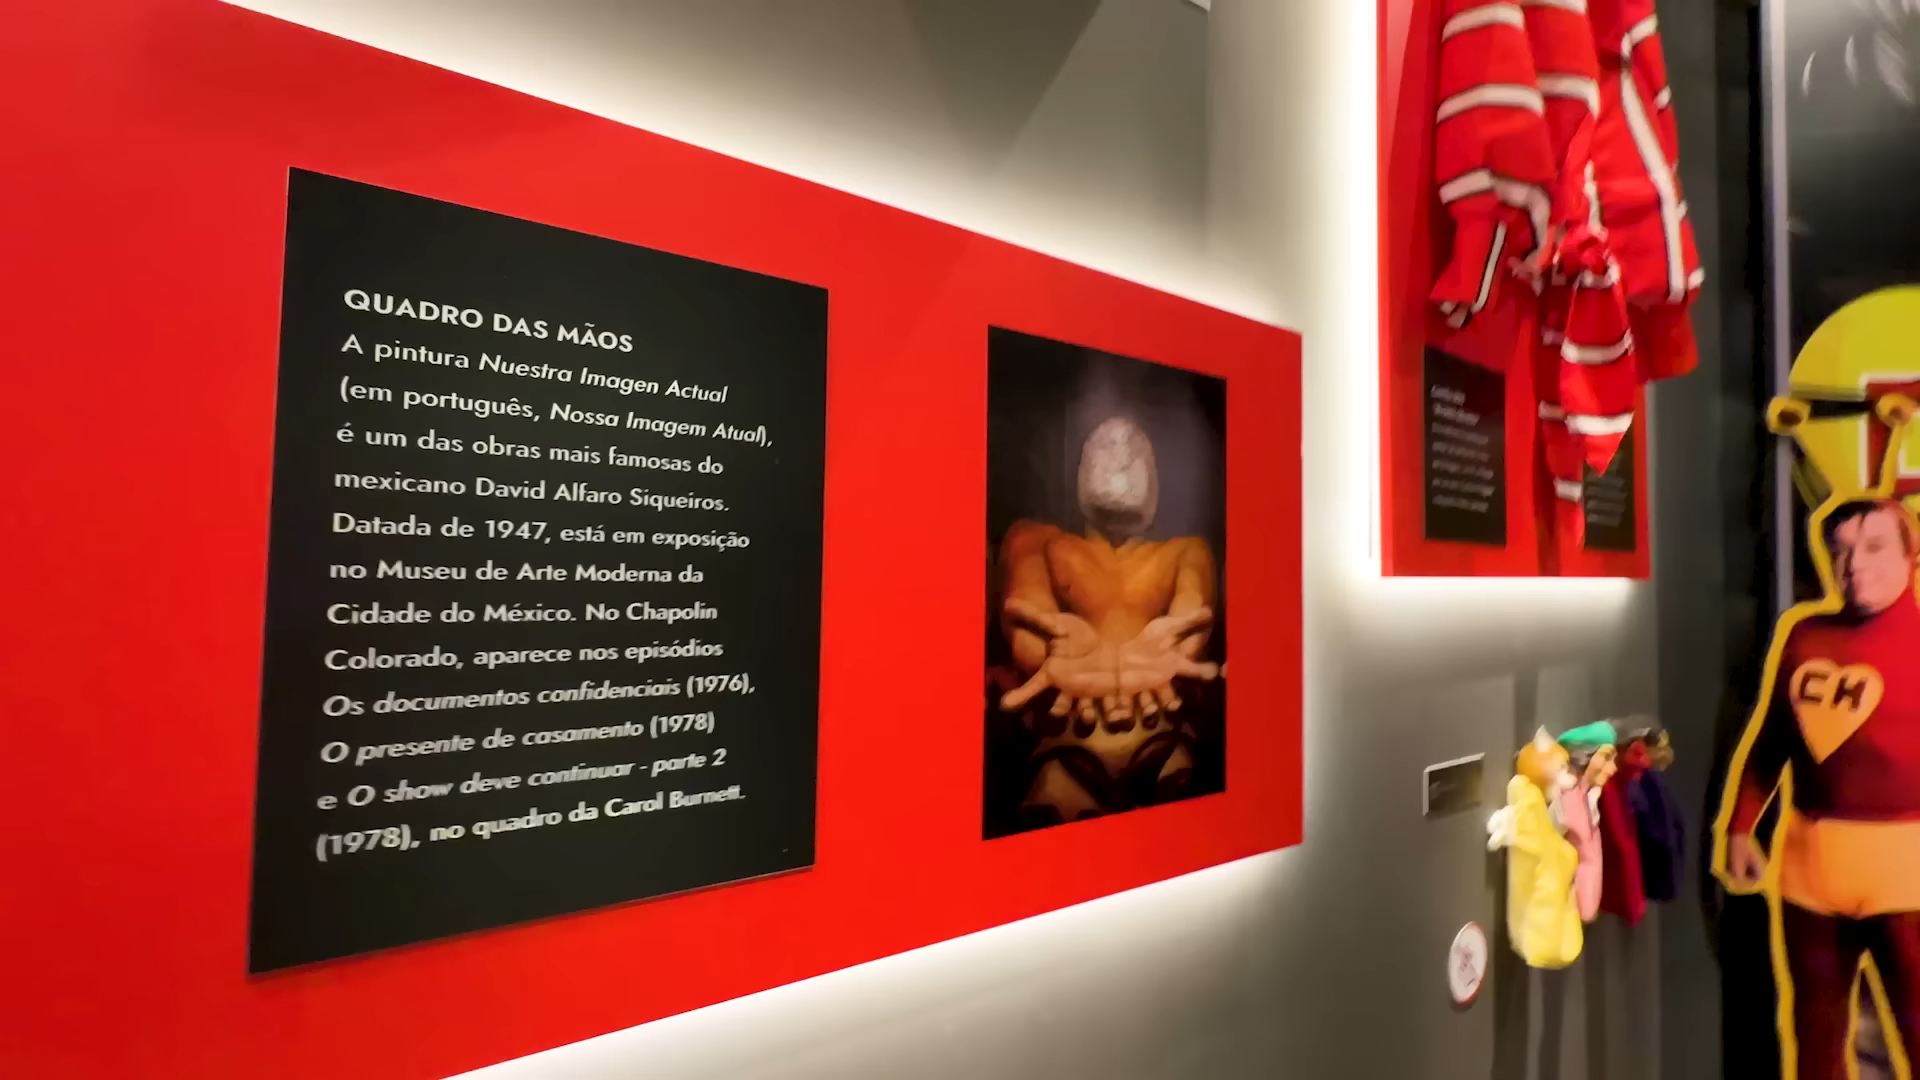 QUADRO DAS MÃOS
A pintura Nuestra Imagen Actual
(em português, Nossa Imagem Atual),
é um das obras mais famosas do
mexicano David Alfaro Siqueiros.
Datada de 1947, está em exposição
no Museu de Arte Moderna da
Cidade do México. No Chapolin
Colorado, aparece nos episódios
Os documentos confidenciais (1976),
O presente de casamento (1978)
e O show deve continuar - parte 2
(1978), no quadro da Carol Burnett.
CH